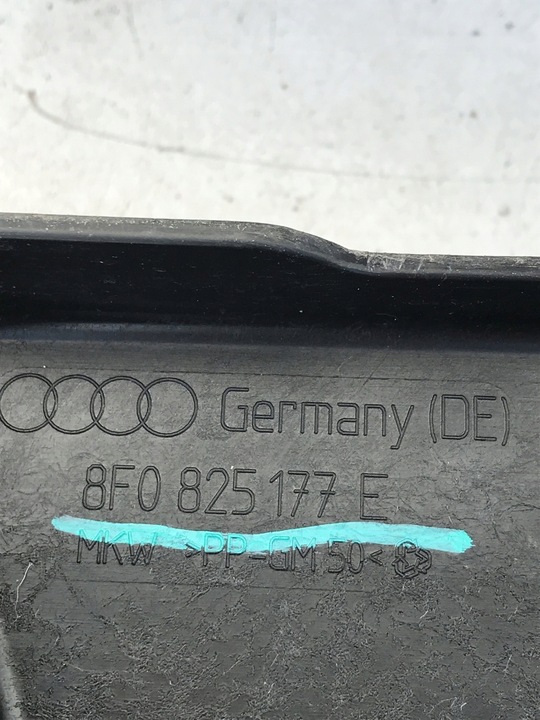 Germany (DE)
8F0 825 177 E
MKW >PP-GM 50<